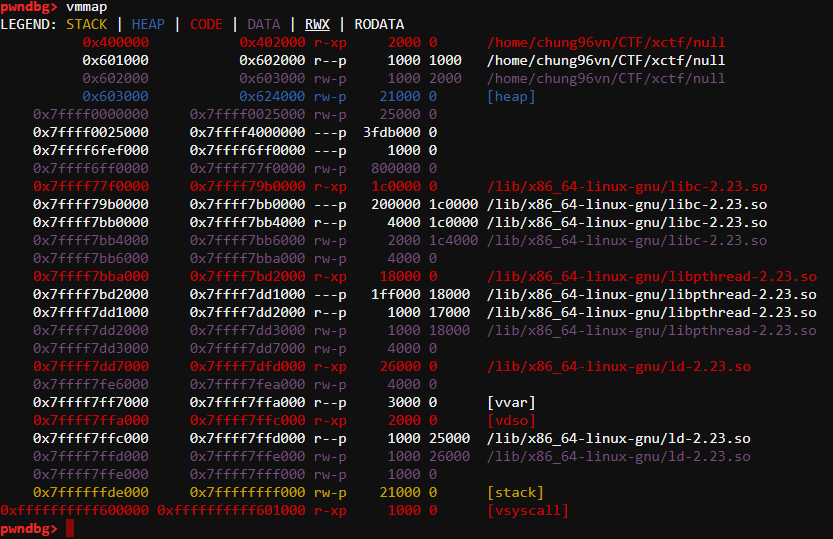 pwndbg> vmmap
LEGEND: STACK | HEAP | CODE | DATA | RWX | RODATA
0x400000 0x402000 r-xp 2000 0 /home/chung96vn/CTF/xctf/null
0x601000 0x602000 r--p 1000 1000 /home/chung96vn/CTF/xctf/null
0x602000 0x603000 rw-p 1000 2000 /home/chung96vn/CTF/xctf/null
0x603000 0x624000 rw-p 21000 0 [heap]
0x7ffff0000000 0x7ffff0025000 rw-p 25000 0
0x7ffff0025000 0x7ffff4000000 ---p 3fdb000 0
0x7ffff6fef000 0x7ffff6ff0000 ---p 1000 0
0x7ffff6ff0000 0x7ffff77f0000 rw-p 800000 0
0x7ffff77f0000 0x7ffff79b0000 r-xp 1c0000 0 /lib/x86_64-linux-gnu/libc-2.23.so
0x7ffff79b0000 0x7ffff7bb0000 ---p 200000 1c0000 /lib/x86_64-linux-gnu/libc-2.23.so
0x7ffff7bb0000 0x7ffff7bb4000 r--p 4000 1c0000 /lib/x86_64-linux-gnu/libc-2.23.so
0x7ffff7bb4000 0x7ffff7bb6000 rw-p 2000 1c4000 /lib/x86_64-linux-gnu/libc-2.23.so
0x7ffff7bb6000 0x7ffff7bba000 rw-p 4000 0
0x7ffff7bba000 0x7ffff7bd2000 r-xp 18000 0 /lib/x86_64-linux-gnu/libpthread-2.23.so
0x7ffff7bd2000 0x7ffff7dd1000 ---p 1ff000 18000 /lib/x86_64-linux-gnu/libpthread-2.23.so
0x7ffff7dd1000 0x7ffff7dd2000 r--p 1000 17000 /lib/x86_64-linux-gnu/libpthread-2.23.so
0x7ffff7dd2000 0x7ffff7dd3000 rw-p 1000 18000 /lib/x86_64-linux-gnu/libpthread-2.23.so
0x7ffff7dd3000 0x7ffff7dd7000 rw-p 4000 0
0x7ffff7dd7000 0x7ffff7dfd000 r-xp 26000 0 /lib/x86_64-linux-gnu/ld-2.23.so
0x7ffff7fe6000 0x7ffff7fea000 rw-p 4000 0
0x7ffff7ff7000 0x7ffff7ffa000 r--p 3000 0 [vvar]
0x7ffff7ffa000 0x7ffff7ffc000 r-xp 2000 0 [vdso]
0x7ffff7ffc000 0x7ffff7ffd000 r--p 1000 25000 /lib/x86_64-linux-gnu/ld-2.23.so
0x7ffff7ffd000 0x7ffff7ffe000 rw-p 1000 26000 /lib/x86_64-linux-gnu/ld-2.23.so
0x7ffff7ffe000 0x7ffff7fff000 rw-p 1000 0
0x7ffffffde000 0x7ffffffff000 rw-p 21000 0 [stack]
0xffffffffff600000 0xffffffffff601000 r-xp 1000 0 [vsyscall]
pwndbg>